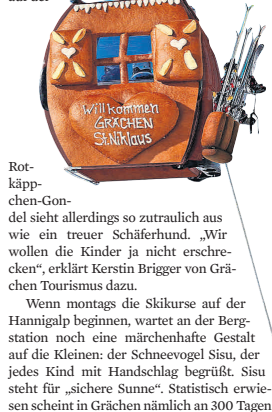 Willkommen
GRÄCHEN
St.Niklaus
Rot-
käpp-
chen-Gon-
del sieht allerdings so zutraulich aus
wie ein treuer Schäferhund. „Wir
wollen die Kinder ja nicht erschre-
cken“, erklärt Kerstin Brigger von Grä-
chen Tourismus dazu.
Wenn montags die Skikurse auf der
Hannigalp beginnen, wartet an der Berg-
station noch eine märchenhafte Gestalt
auf die Kleinen: der Schneevogel Sisu, der
jedes Kind mit Handschlag begrüßt. Sisu
steht für „sichere Sunne“. Statistisch erwie-
sen scheint in Grächen nämlich an 300 Tagen